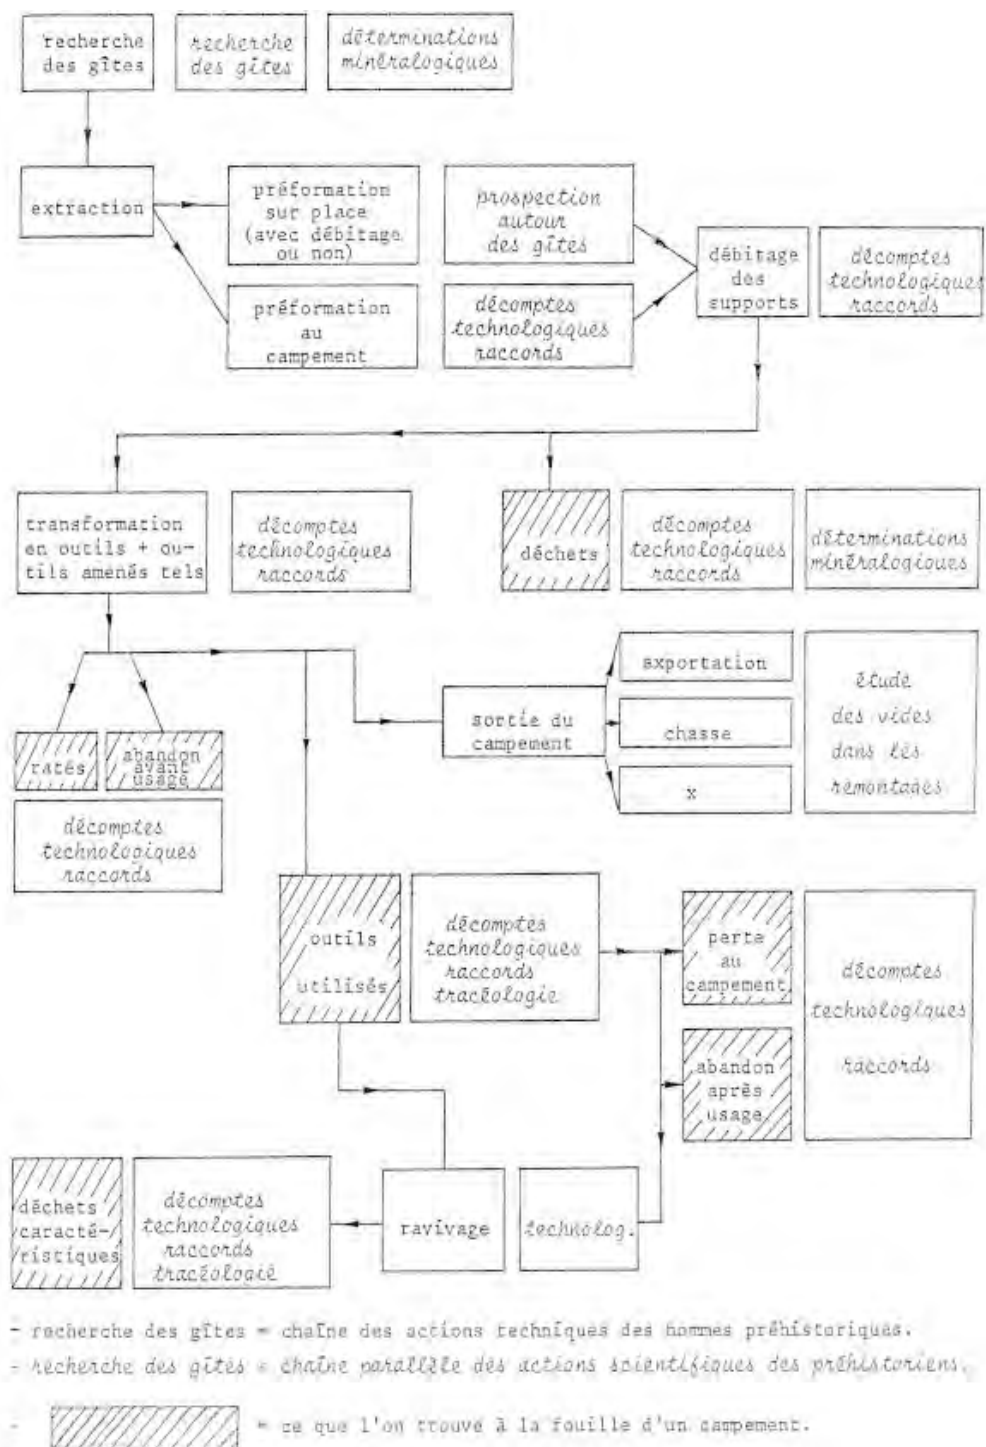 recherche
des gîtes
recherche
des gîtes
déterminations
minéralogiques
extraction
préformation
sur place
(avec débitage
ou non)
prospection
autour
des gîtes
débitage
des
supports
décomptes
technologiques
raccords
préformation
au
campement
décomptes
technologiques
raccords
transformation
en outils + ou-
tils amenés tels
décomptes
technologiques
raccords
déchets
décomptes
technologiques
raccords
déterminations
minéralogiques
exportation
sortie du
campement
chasse
x
étude
des vides
dans les
remontages
ratés
abandon
avant
usage
décomptes
technologiques
raccords
outils
utilisés
décomptes
technologiques
raccords
tracéologie
perte
au
campement
abandon
après
usage
décomptes
technologiques
raccords
déchets
caracté-
ristiques
décomptes
technologiques
raccords
tracéologie
ravivage
technolog.
- recherche des gîtes = chaîne des actions techniques des hommes préhistoriques.
- recherche des gîtes = chaîne parallèle des actions scientifiques des préhistoriens.
- = ce que l'on trouve à la fouille d'un campement.